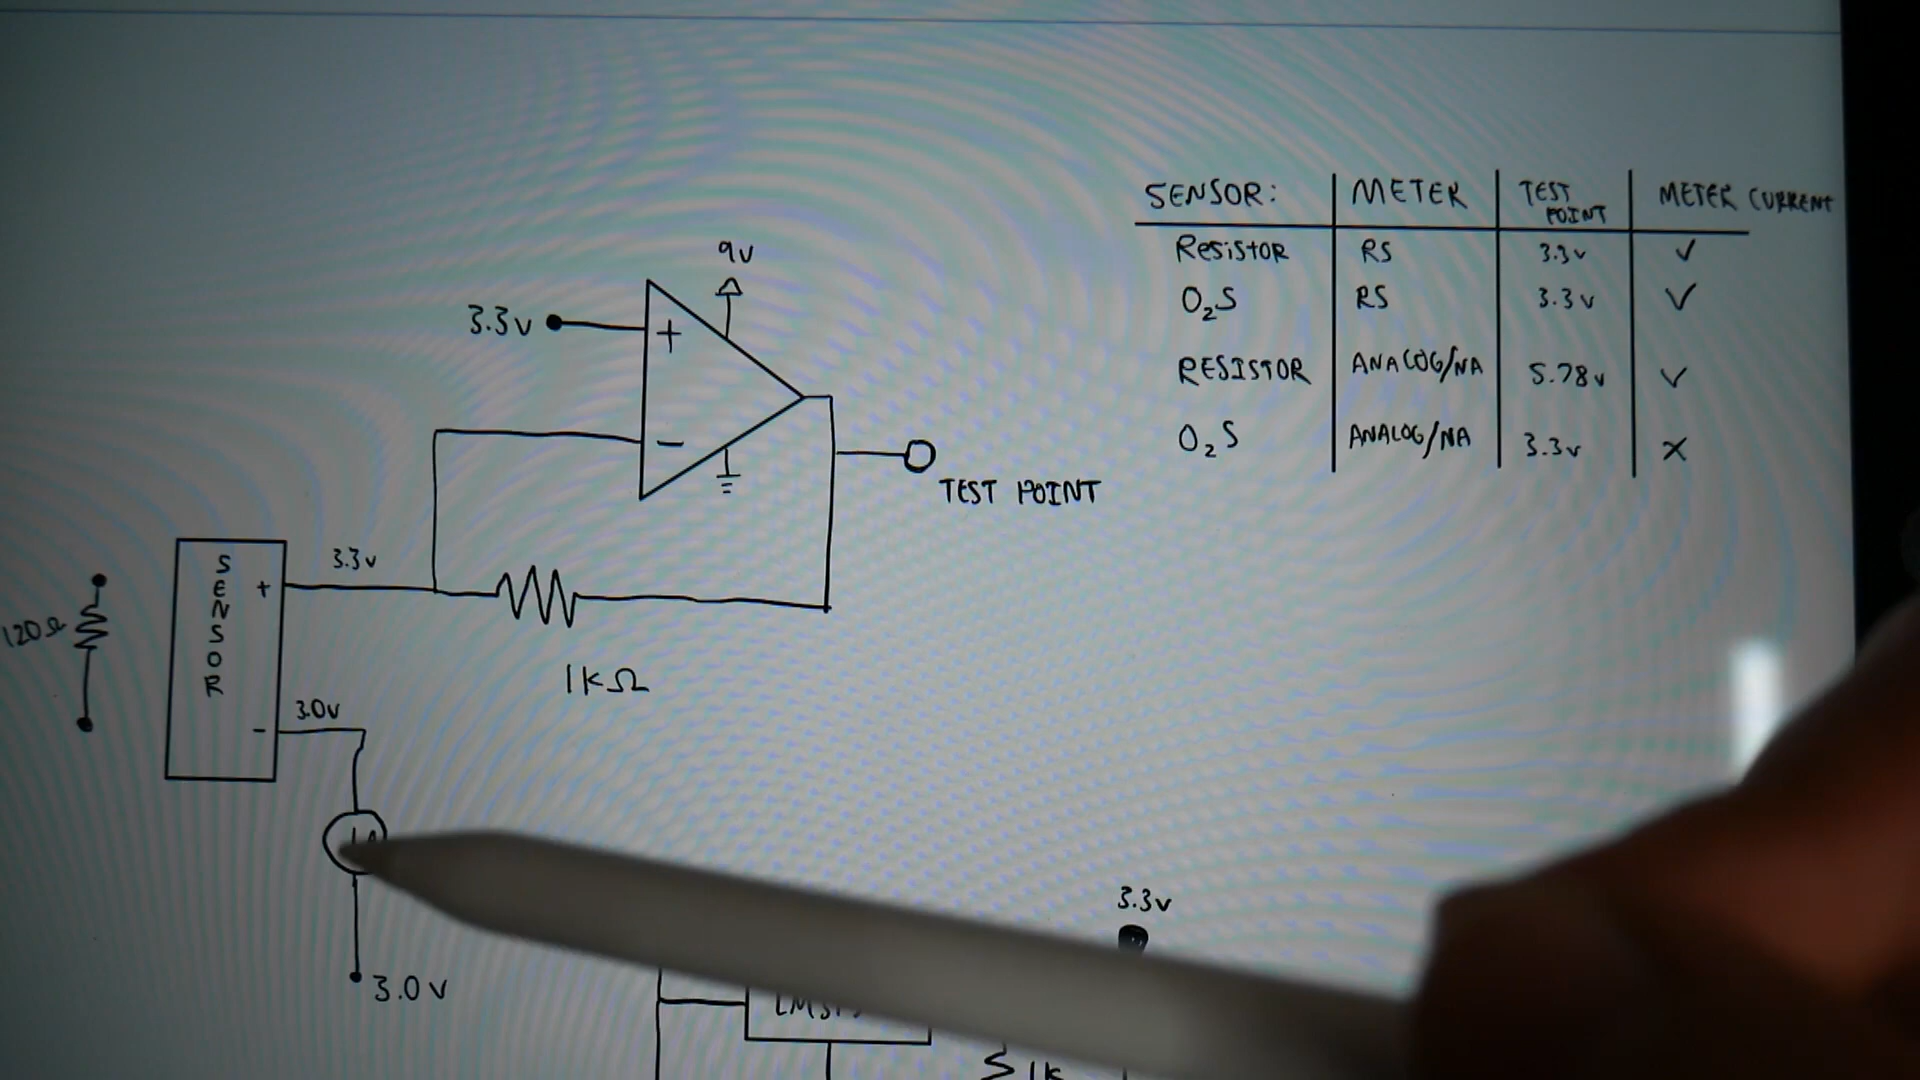 SENSOR: METER TEST POINT METER CURRENT
Resistor RS 3.3v ✓
O₂S RS 3.3v ✓
RESISTOR ANALOG/NA 5.78v ✓
O₂S ANALOG/NA 3.3v X
9v
3.3v
+
−
TEST POINT
SENSOR
+
3.3v
120Ω
1kΩ
−
3.0v
3.0v
3.3v
1k